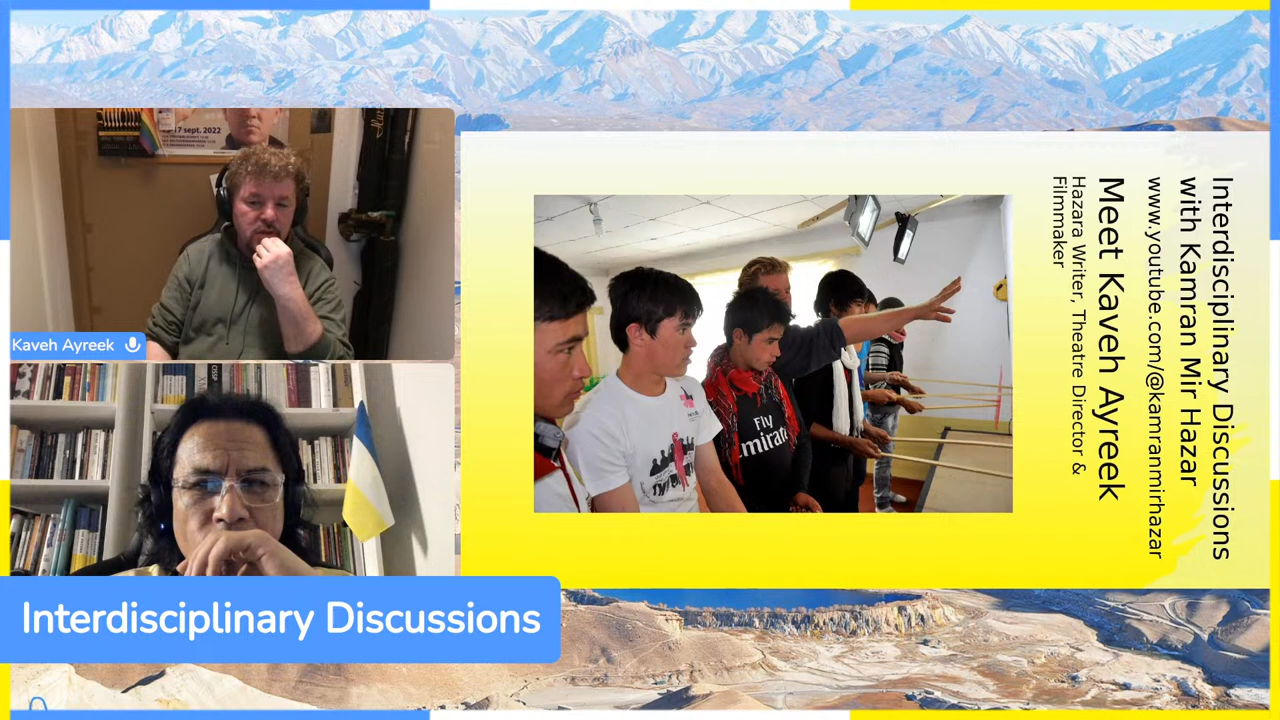 17 sept. 2022
Kaveh Ayreek
CISSP
Interdisciplinary Discussions
Interdisciplinary Discussions
with Kamran Mir Hazar
www.youtube.com/@kamranmirhazar
Meet Kaveh Ayreek
Hazara Writer, Theatre Director &
Filmmaker
Fly